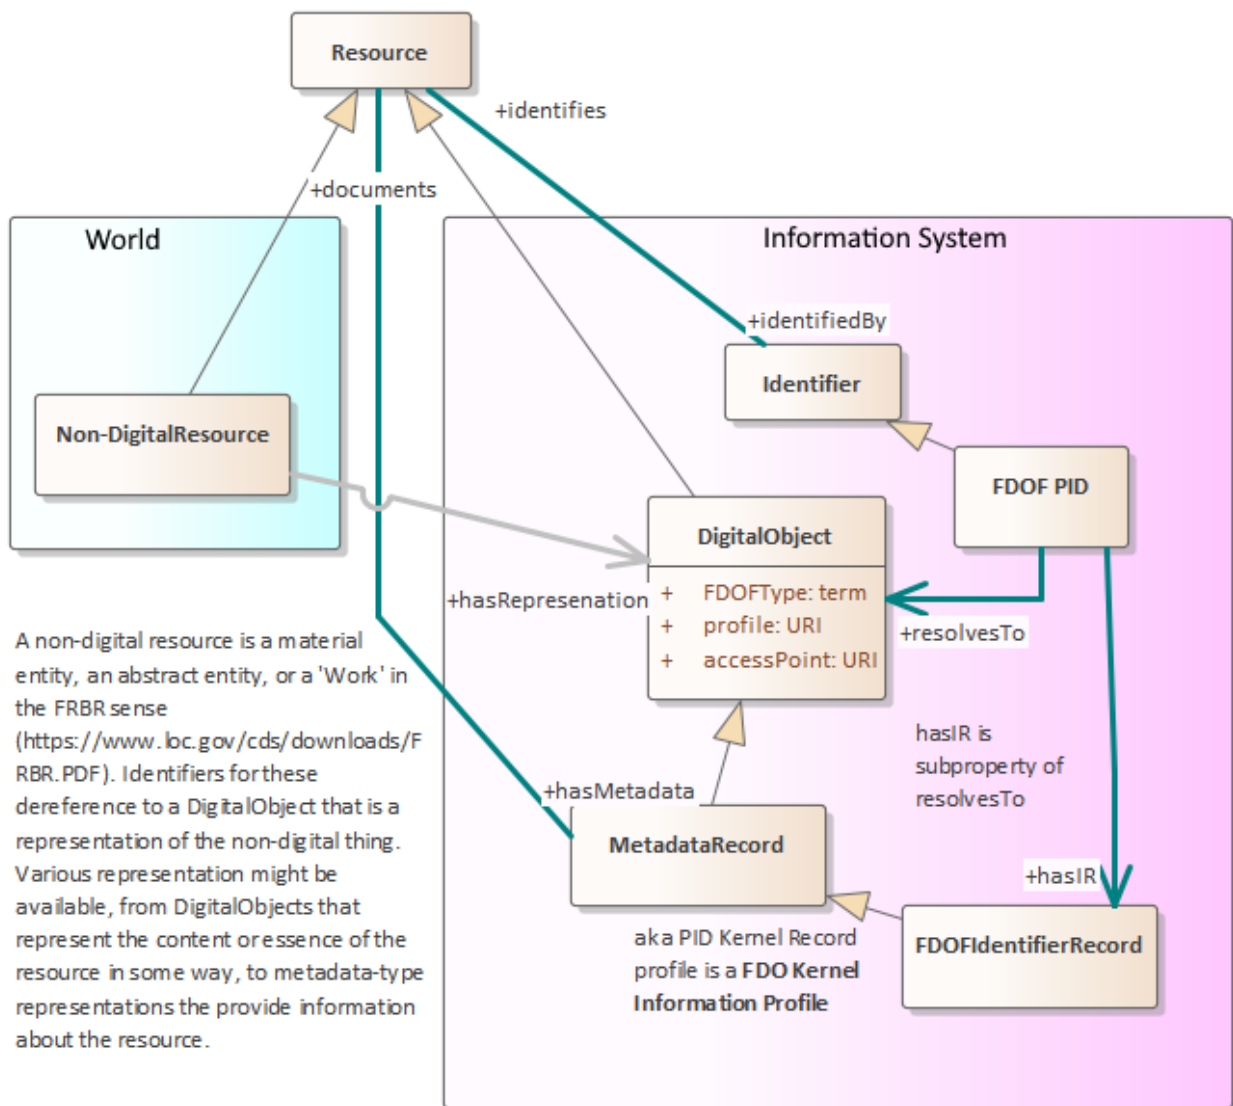 Resource
+identifies
+documents
World
Information System
+identifiedBy
Identifier
Non-DigitalResource
FDOF PID
DigitalObject
+ FDOFType: term
+ profile: URI
+ accessPoint: URI
+hasRepresenation
+resolvesTo
A non-digital resource is a material
entity, an abstract entity, or a 'Work' in
the FRBR sense
(https://www.loc.gov/cds/downloads/F
RBR.PDF). Identifiers for these
dereference to a DigitalObject that is a
representation of the non-digital thing.
Various representation might be
available, from DigitalObjects that
represent the content or essence of the
resource in some way, to metadata-type
representations the provide information
about the resource.
hasIR is
subproperty of
resolvesTo
+hasMetadata
MetadataRecord
+hasIR
aka PID Kernel Record
profile is a FDO Kernel
Information Profile
FDOFIdentifierRecord